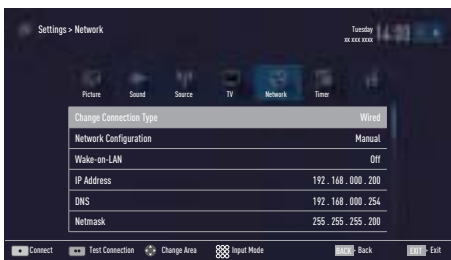 Settings > Network
Tuesday
xx xxx xxxx
Picture Sound Source TV Network Timer
Change Connection Type Wired
Network Configuration Manual
Wake-on-LAN Off
IP Address 192 . 168 . 000 . 200
DNS 192 . 168 . 000 . 254
Netmask 255 . 255 . 255 . 200
Connect Test Connection Change Area Input Mode BACK - Back EXIT - Exit